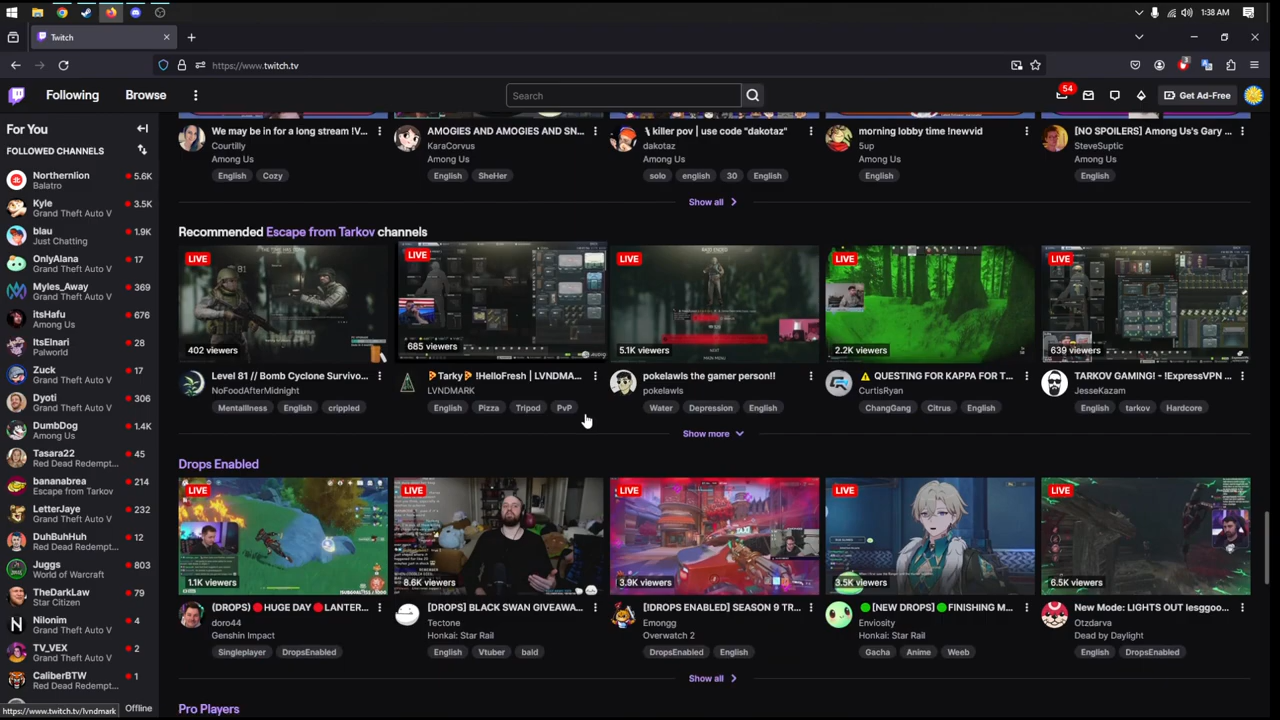 1:38 AM
Twitch
https://www.twitch.tv
3
Following
Browse
Search
54
Get Ad-Free
For You
FOLLOWED CHANNELS
Northernlion
5.6K
Balatro
Kyle
3.5K
Grand Theft Auto V
blau
1.9K
Just Chatting
OnlyAlana
17
Grand Theft Auto V
Myles_Away
369
Grand Theft Auto V
itsHafu
676
Among Us
ItsElnari
28
Palworld
Zuck
17
Grand Theft Auto V
Dyoti
306
Grand Theft Auto V
DumbDog
1.4K
Among Us
Tasara22
45
Red Dead Redempt...
bananabrea
214
Escape from Tarkov
LetterJaye
232
Grand Theft Auto V
DuhBuhHuh
12
Red Dead Redempt...
Juggs
803
World of Warcraft
TheDarkLaw
79
Star Citizen
Nilonim
4
Grand Theft Auto V
TV_VEX
2
Grand Theft Auto V
CaliberBTW
1
Red Dead Redempt...
Offline
https://www.twitch.tv/lvndmark
We may be in for a long stream !V...
Courtilly
Among Us
English Cozy
AMOGIES AND AMOGIES AND SN...
KaraCorvus
Among Us
English SheHer
killer pov | use code "dakotaz"
dakotaz
Among Us
solo english 30 English
morning lobby time !newvid
5up
Among Us
English
[NO SPOILERS] Among Us's Gary ...
SteveSuptic
Among Us
English
Show all
Recommended Escape from Tarkov channels
LIVE
402 viewers
Level 81 // Bomb Cyclone Survivo...
NoFoodAfterMidnight
MentalIness English crippled
LIVE
685 viewers
Tarky !HelloFresh | LVNDMA...
LVNDMARK
English Pizza Tripod PvP
LIVE
5.1K viewers
pokelawls the gamer person!!
pokelawls
Water Depression English
LIVE
2.2K viewers
QUESTING FOR KAPPA FOR T...
CurtisRyan
ChangGang Citrus English
LIVE
639 viewers
TARKOV GAMING! - !ExpressVPN ...
JesseKazam
English tarkov Hardcore
Show more
Drops Enabled
LIVE
1.1K viewers
(DROPS) HUGE DAY LANTER...
doro44
Genshin Impact
Singleplayer DropsEnabled
LIVE
8.6K viewers
[DROPS] BLACK SWAN GIVEAWA...
Tectone
Honkai: Star Rail
English Vtuber bald
LIVE
3.9K viewers
[!DROPS ENABLED] SEASON 9 TR...
Emongg
Overwatch 2
DropsEnabled English
LIVE
3.5K viewers
[NEW DROPS] FINISHING M...
Enviosity
Honkai: Star Rail
Gacha Anime Weeb
LIVE
6.5K viewers
New Mode: LIGHTS OUT lesggoo...
Otzdarva
Dead by Daylight
English DropsEnabled
Show all
Pro Players